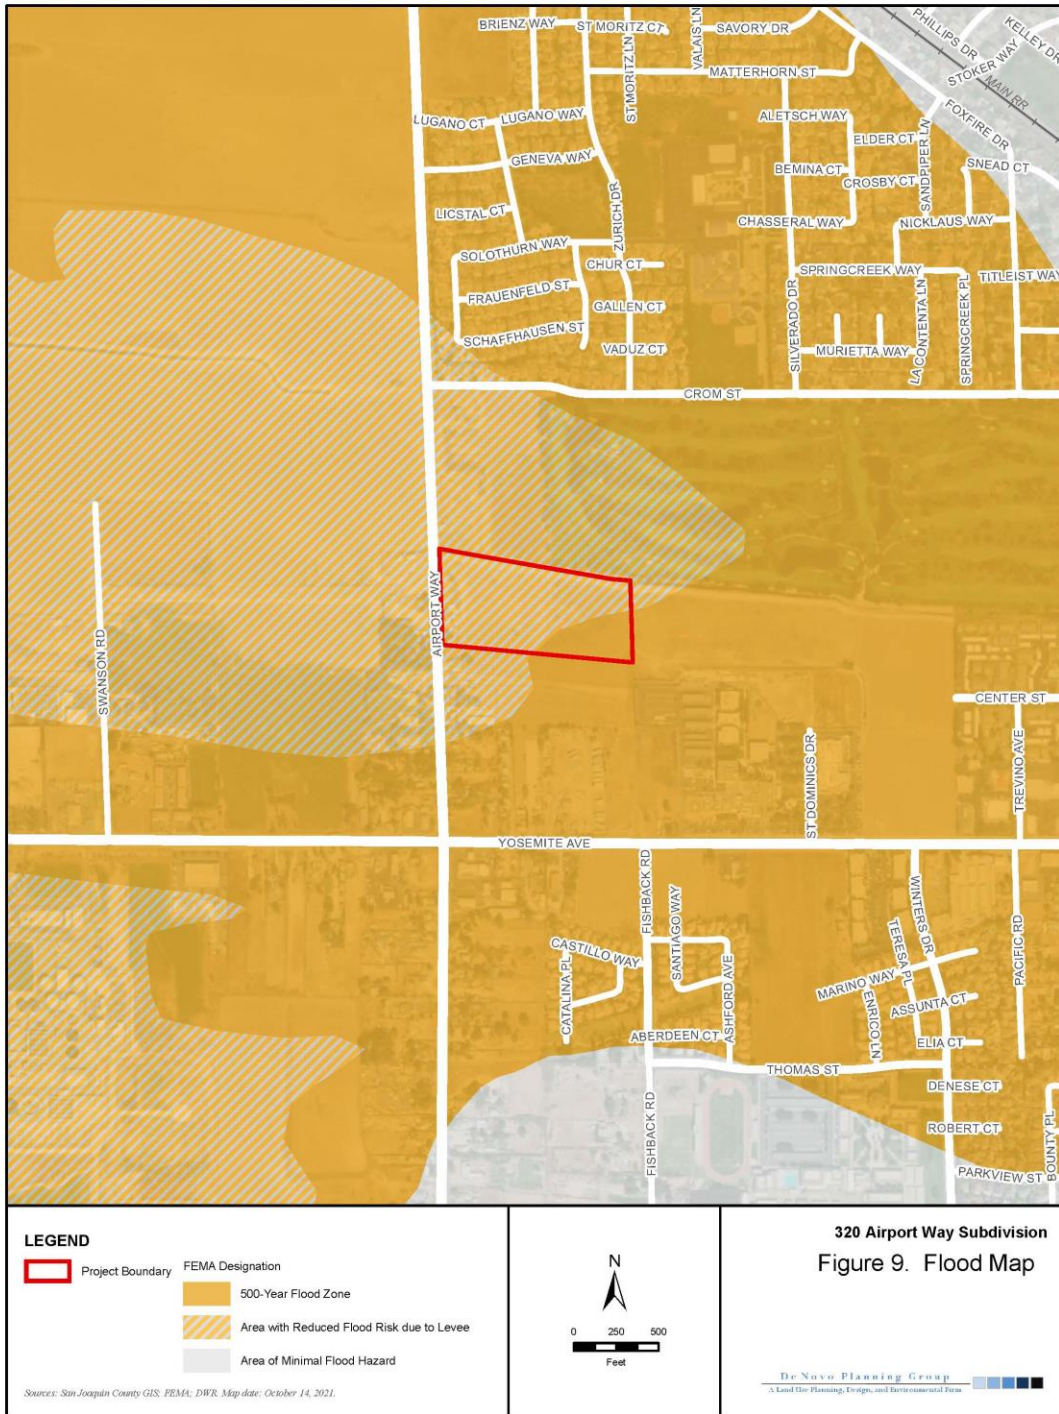 BRIENZ WAY
ST MORITZ CT
ST MORITZ LN
VALAIS LN
SAVORY DR
PHILLIPS DR
KELLEY DR
STOKER WAY
MAIN RR
MATTERHORN ST
FOXFIRE DR
LUGANO CT
LUGANO WAY
ALETSCH WAY
ELDER CT
SANDPIPER LN
SNEAD CT
GENEVA WAY
BEMINA CT
CROSBY CT
LICSTAL CT
ZURICH DR
CHASSERAL WAY
NICKLAUS WAY
SOLOTHURN WAY
CHUR CT
SPRINGCREEK WAY
TITLEIST WAY
FRAUENFELD ST
GALLEN CT
SILVERADO DR
LA CONTENTA LN
SPRINGCREEK PL
SCHAFFHAUSEN ST
VADUZ CT
MURIETTA WAY
CROM ST
AIRPORT WAY
SWANSON RD
CENTER ST
ST DOMINICS DR
TREVINO AVE
YOSEMITE AVE
FISHBACK RD
SANTIAGO WAY
WINTERS DR
TERESA PL
PACIFIC RD
CASTILLO WAY
CATALINA PL
ASHFORD AVE
MARINO WAY
ENRICO LN
ASSUNTA CT
ABERDEEN CT
ELIA CT
THOMAS ST
DENESE CT
FISHBACK RD
ROBERT CT
BOUNTY PL
PARKVIEW ST
LEGEND
Project Boundary
FEMA Designation
500-Year Flood Zone
Area with Reduced Flood Risk due to Levee
Area of Minimal Flood Hazard
Sources: San Joaquin County GIS; FEMA; DWR. Map date: October 14, 2021.
N
0 250 500
Feet
320 Airport Way Subdivision
Figure 9. Flood Map
De Novo Planning Group
A Land Use Planning, Design, and Environmental Firm